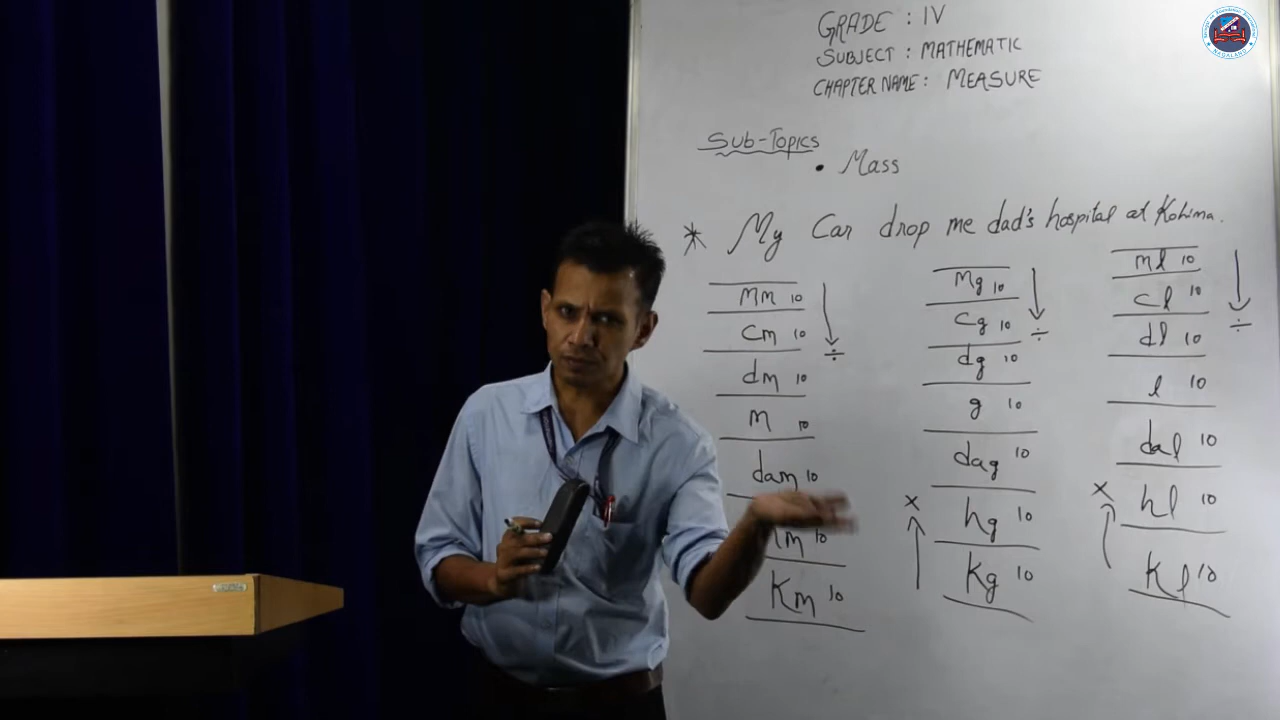 GRADE : IV
SUBJECT : MATHEMATIC
CHAPTER NAME : MEASURE
SUB-TOPICS
• Mass
* My Car drop me dad's hospital at Kohima.
Mm 10
Cm 10
dm 10
M 10
dam 10
m 10
Km 10
÷
Mg 10
Cg 10
dg 10
g 10
dag 10
hg 10
Kg 10
÷
×
Ml 10
Cl 10
dl 10
l 10
dal 10
hl 10
Kl 10
÷
×
NAGALAND